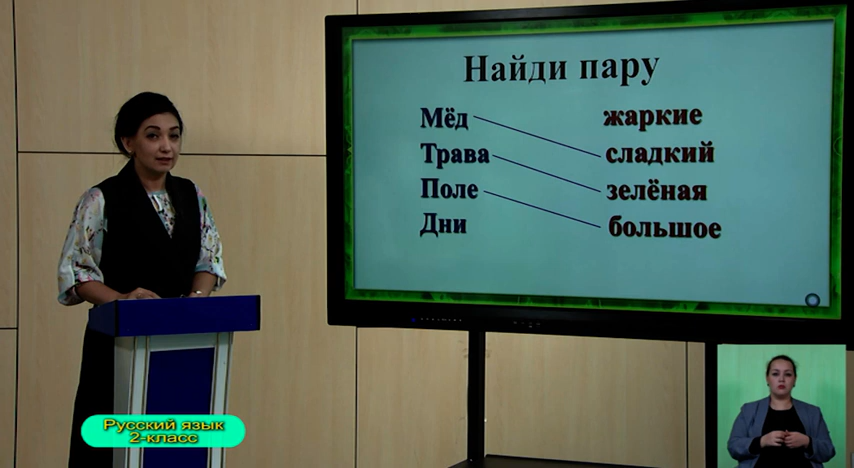 Найди пару
Мёд жаркие
Трава сладкий
Поле зелёная
Дни большое
Русский язык
2-класс